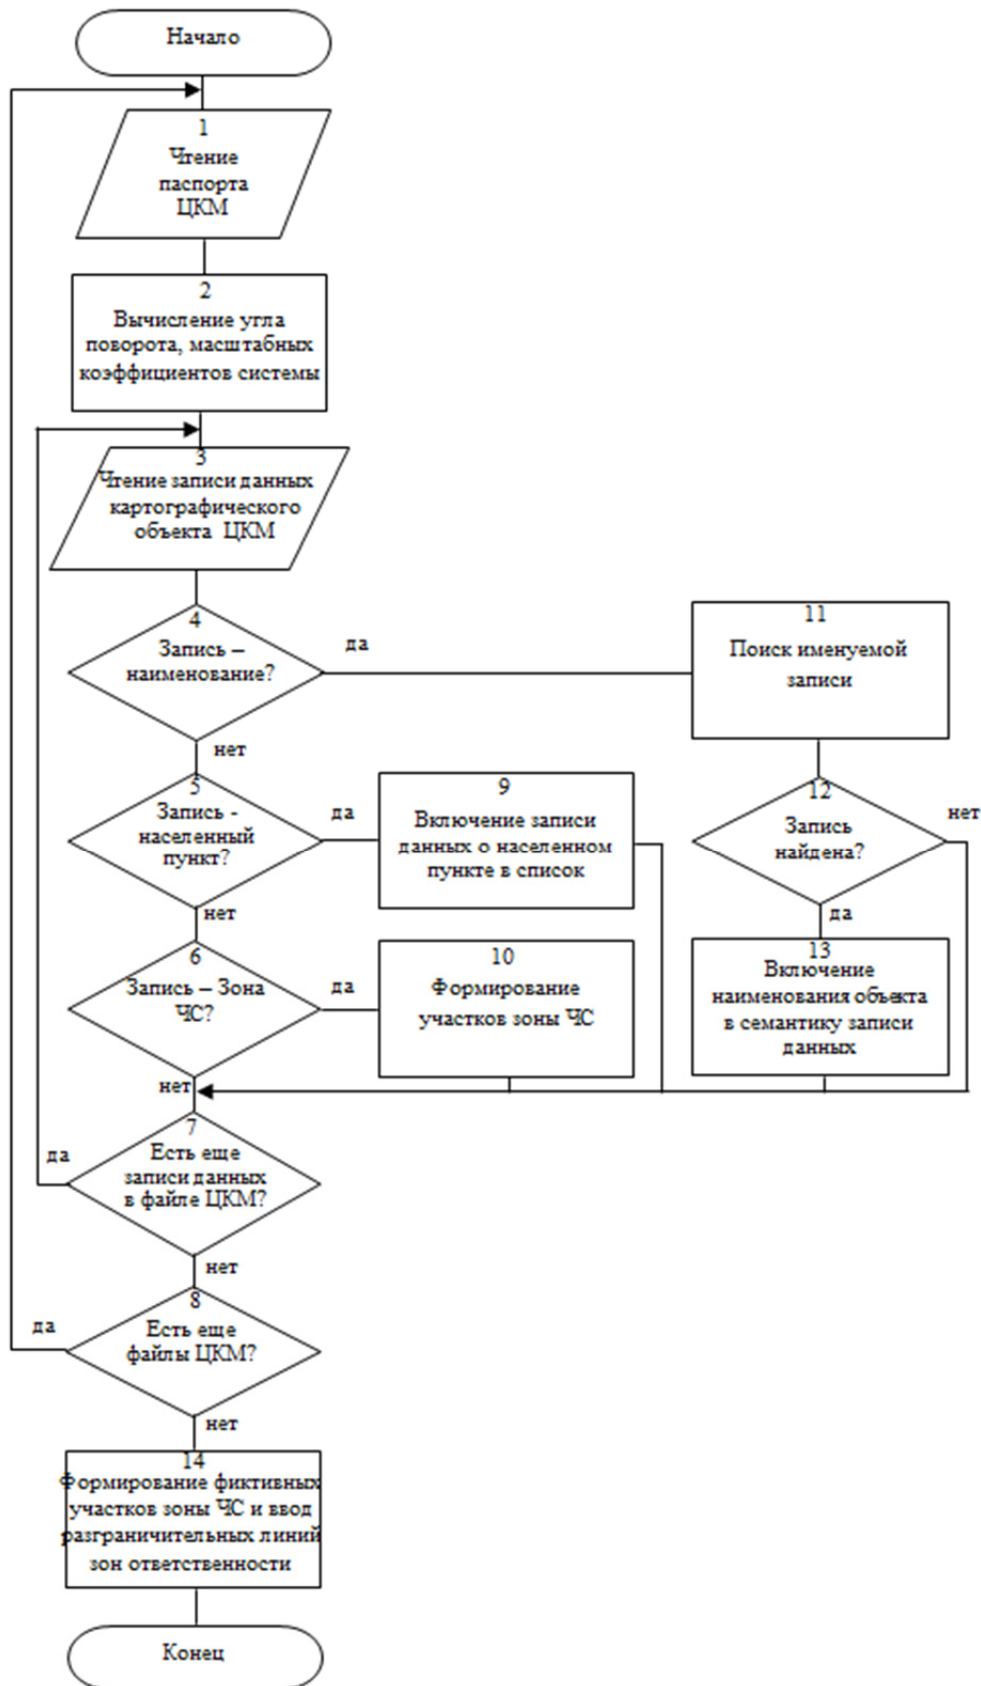 Начало
1
Чтение
паспорта
ЦКМ
2
Вычисление угла
поворота, масштабных
коэффициентов системы
3
Чтение записи данных
картографического
объекта ЦКМ
4
Запись –
наименование?
да
нет
11
Поиск именуемой
записи
5
Запись -
населенный
пункт?
да
нет
9
Включение записи
данных о населенном
пункте в список
12
Запись
найдена?
нет
да
6
Запись – Зона
ЧС?
да
нет
10
Формирование
участков зоны ЧС
13
Включение
наименования объекта
в семантику записи
данных
7
Есть еще
записи данных
в файле ЦКМ?
да
нет
8
Есть еще
файлы ЦКМ?
да
нет
14
Формирование фиктивных
участков зоны ЧС и ввод
разграничительных линий
зон ответственности
Конец